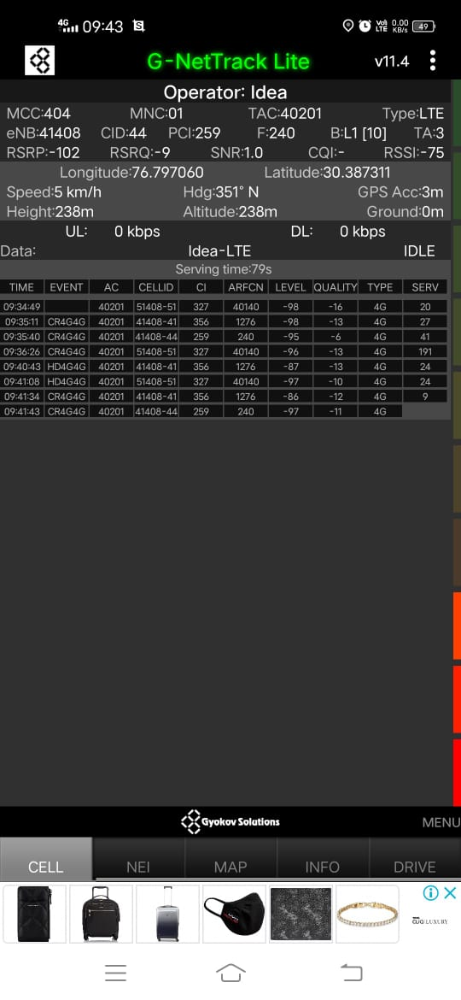 4G 09:43 VoLTE 0.00 KB/s 49
G-NetTrack Lite v11.4
Operator: Idea
MCC:404 MNC:01 TAC:40201 Type:LTE
eNB:41408 CID:44 PCI:259 F:240 B:L1 [10] TA:3
RSRP:-102 RSRQ:-9 SNR:1.0 CQI:- RSSI:-75
Longitude:76.797060 Latitude:30.387311
Speed:5 km/h Hdg:351° N GPS Acc:3m
Height:238m Altitude:238m Ground:0m
UL: 0 kbps DL: 0 kbps
Data: Idea-LTE IDLE
Serving time:79s
TIME EVENT AC CELLID CI ARFCN LEVEL QUALITY TYPE SERV
09:34:49 40201 51408-51 327 40140 -98 -16 4G 20
09:35:11 CR4G4G 40201 41408-41 356 1276 -98 -13 4G 27
09:35:40 CR4G4G 40201 41408-44 259 240 -95 -6 4G 41
09:36:26 CR4G4G 40201 51408-51 327 40140 -96 -13 4G 191
09:40:43 HD4G4G 40201 41408-41 356 1276 -87 -13 4G 24
09:41:08 HD4G4G 40201 51408-51 327 40140 -97 -10 4G 24
09:41:34 CR4G4G 40201 41408-41 356 1276 -86 -12 4G 9
09:41:43 CR4G4G 40201 41408-44 259 240 -97 -11 4G
Gyokov Solutions MENU
CELL NEI MAP INFO DRIVE
TATA CLiQ LUXURY